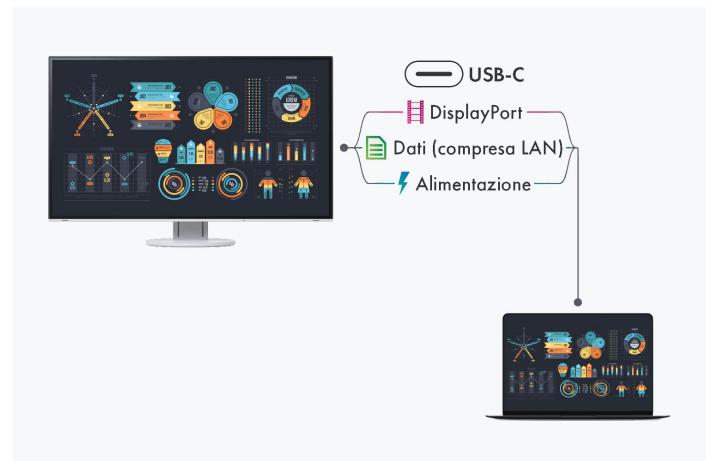 USB-C
DisplayPort
Dati (compresa LAN)
Alimentazione